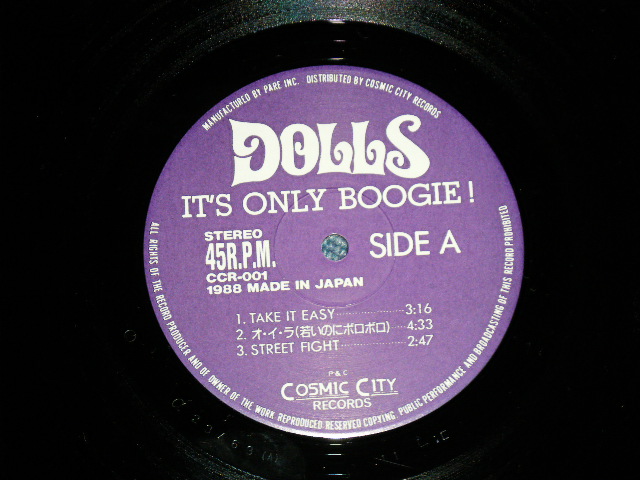 MANUFACTURED BY PARE INC. DISTRIBUTED BY COSMIC CITY RECORDS
DOLLS
IT'S ONLY BOOGIE!
STEREO
45R.P.M.
CCR-001
1988 MADE IN JAPAN
SIDE A
1. TAKE IT EASY 3:16
2. オ・イ・ラ(若いのにボロボロ) 4:33
3. STREET FIGHT 2:47
P & C
COSMIC CITY
RECORDS
ALL RIGHTS OF THE RECORD PRODUCER AND OF OWNER OF THE WORK REPRODUCED RESERVED COPYING. PUBLIC PERFORMANCE AND BROADCASTING OF THIS RECORD PROHIBITED